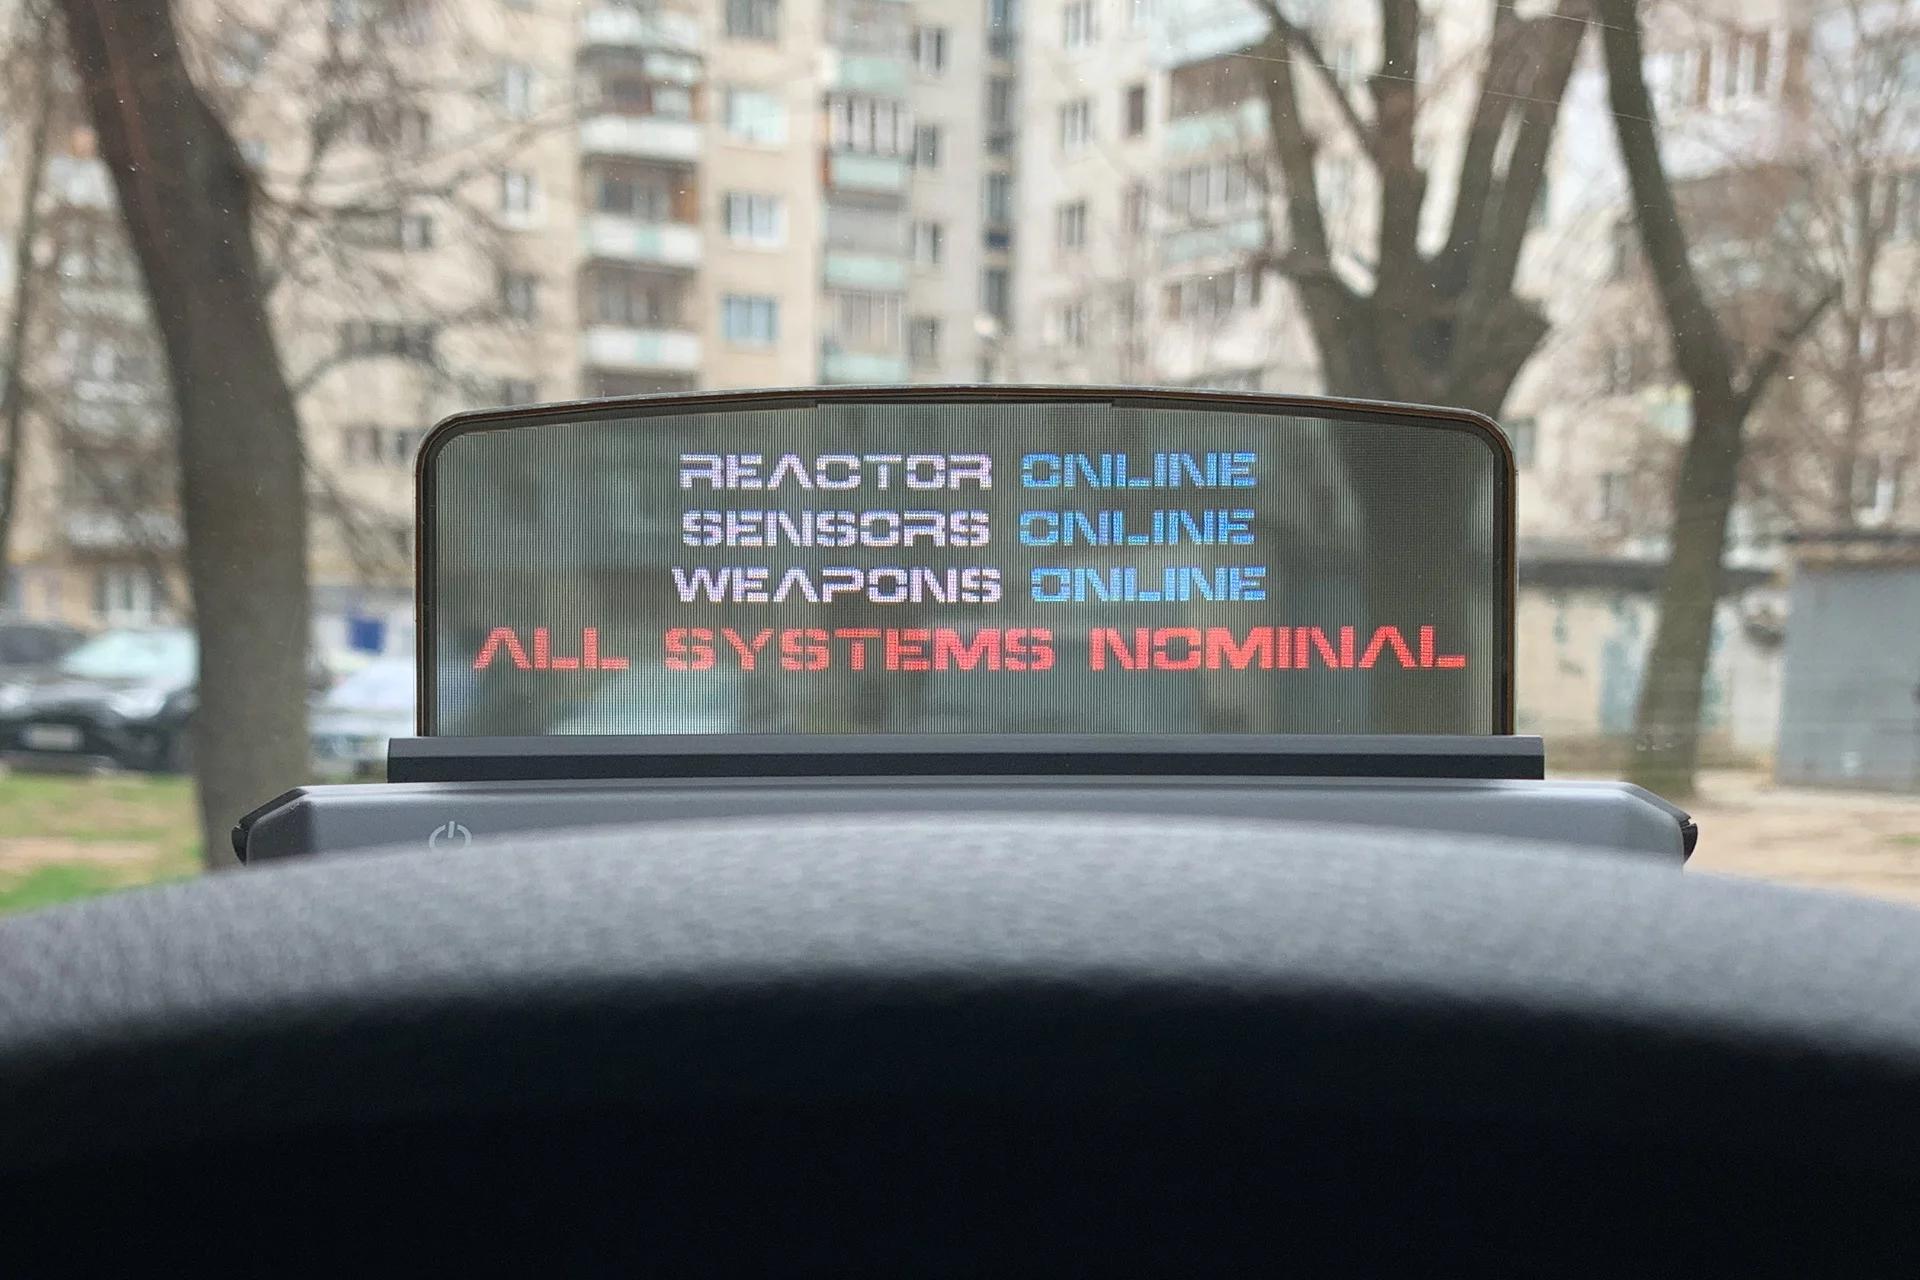 REACTOR ONLINE
SENSORS ONLINE
WEAPONS ONLINE
ALL SYSTEMS NOMINAL